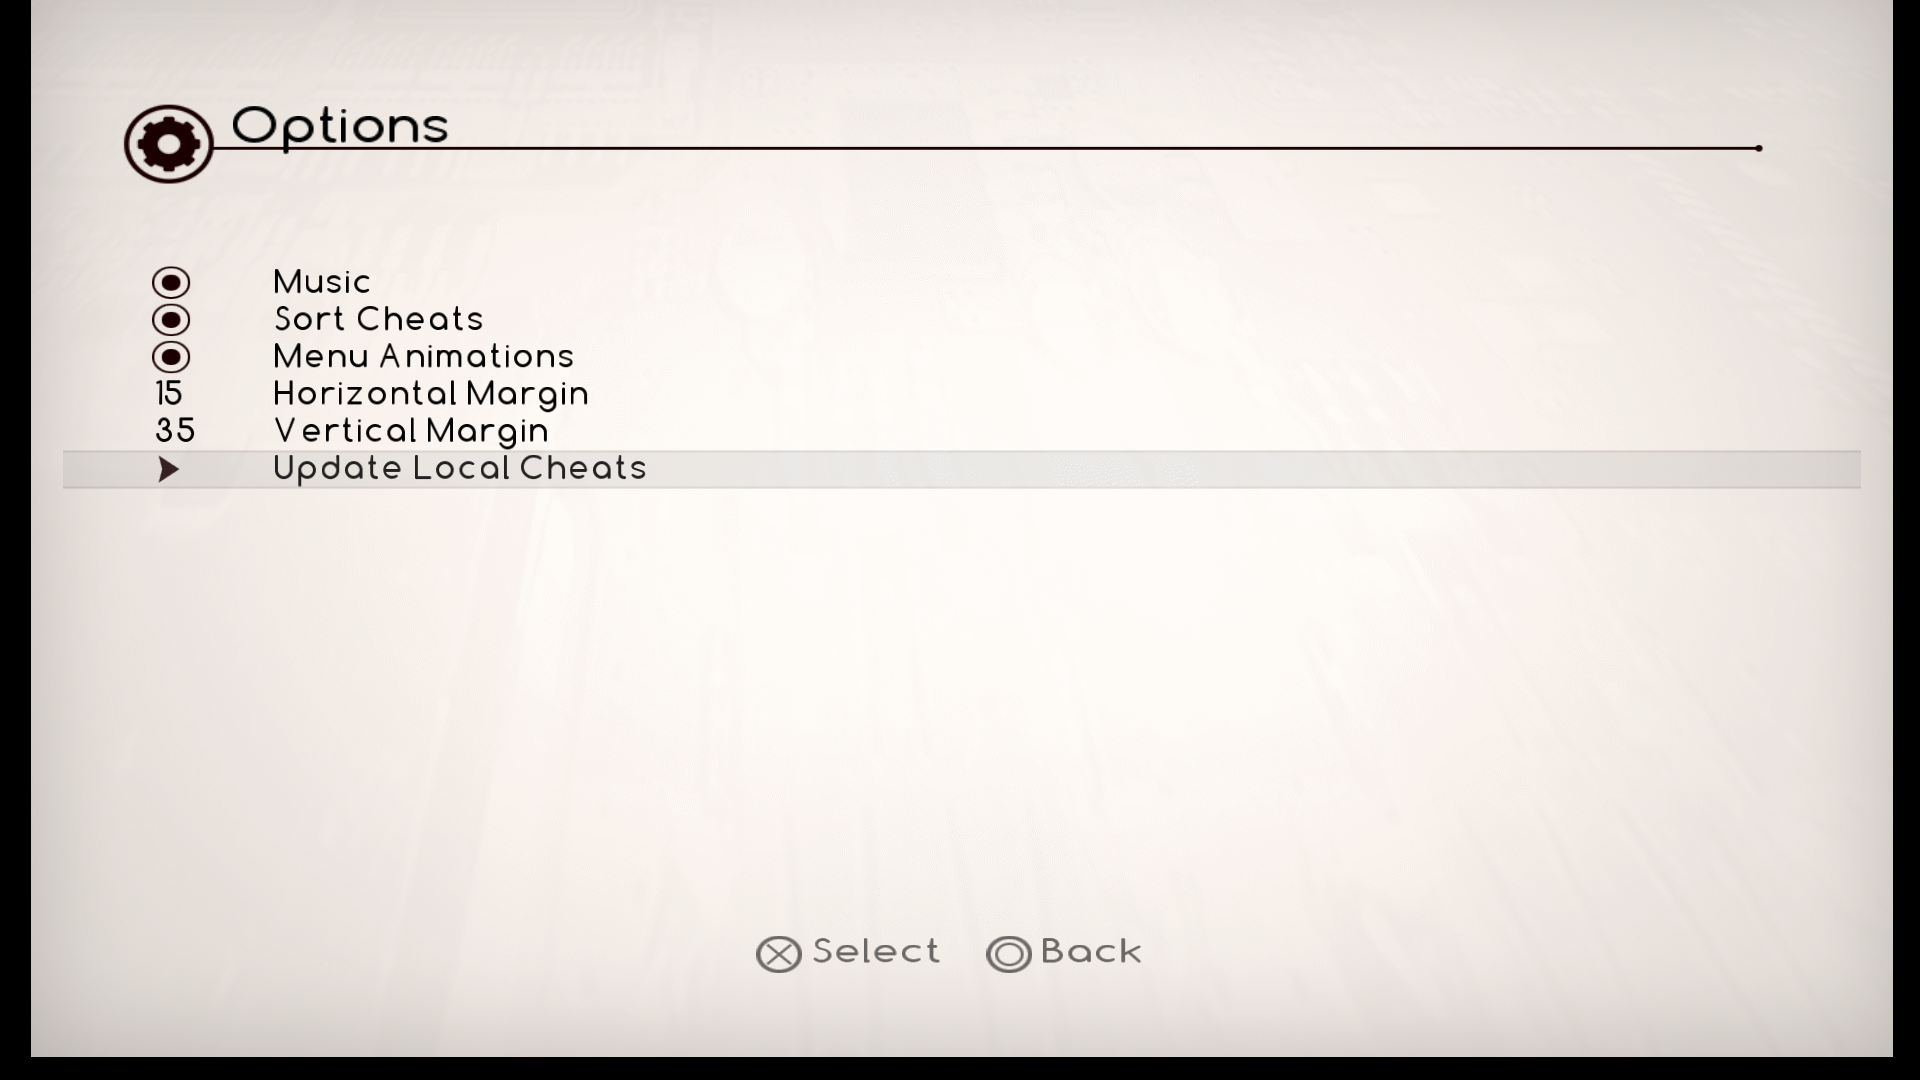 Options
Music
Sort Cheats
Menu Animations
15 Horizontal Margin
35 Vertical Margin
Update Local Cheats
Select Back